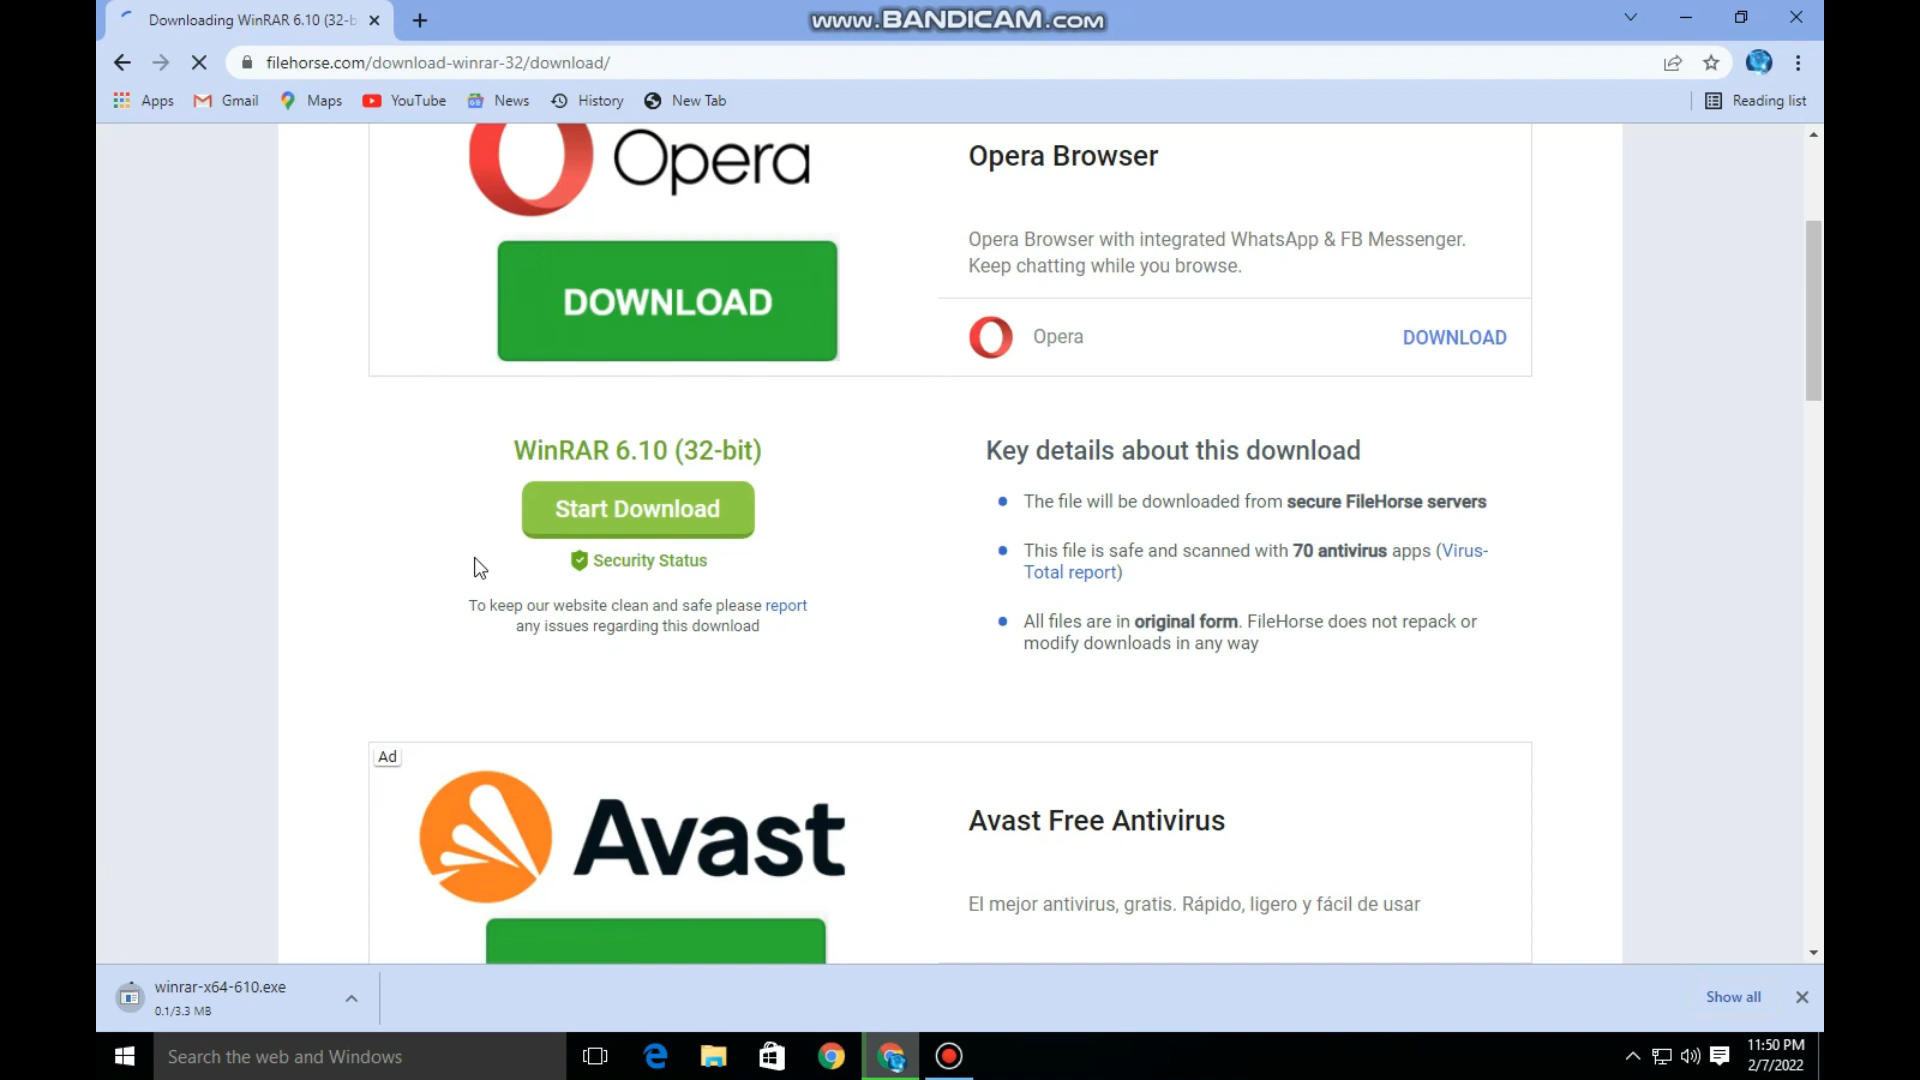 Downloading WinRAR 6.10 (32-b
www.BANDICAM.com
filehorse.com/download-winrar-32/download/
Apps
Gmail
Maps
YouTube
News
History
New Tab
Reading list
Opera
DOWNLOAD
Opera Browser
Opera Browser with integrated WhatsApp & FB Messenger.
Keep chatting while you browse.
Opera
DOWNLOAD
WinRAR 6.10 (32-bit)
Start Download
Security Status
To keep our website clean and safe please report
any issues regarding this download
Key details about this download
The file will be downloaded from secure FileHorse servers
This file is safe and scanned with 70 antivirus apps (Virus-
Total report)
All files are in original form. FileHorse does not repack or
modify downloads in any way
Ad
Avast
Avast Free Antivirus
El mejor antivirus, gratis. Rápido, ligero y fácil de usar
winrar-x64-610.exe
0.1/3.3 MB
Show all
Search the web and Windows
11:50 PM
2/7/2022